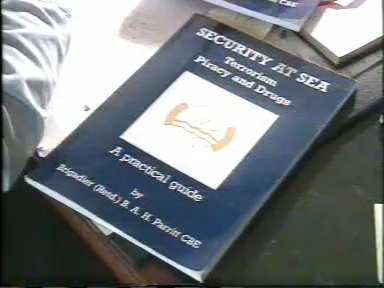 SECURITY AT SEA
Terrorism
Piracy and Drugs
A practical guide
by
Brigadier (Retd.) B. A. H. Parritt CBE